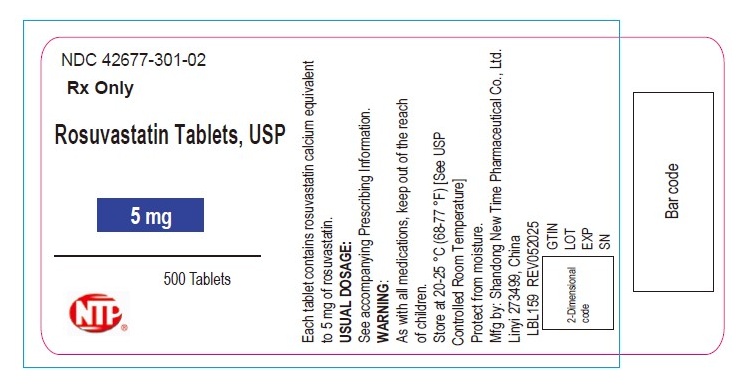 NDC 42677-301-02
Rx Only
Rosuvastatin Tablets, USP
5 mg
500 Tablets
NTP®
Each tablet contains rosuvastatin calcium equivalent
to 5 mg of rosuvastatin.
USUAL DOSAGE:
See accompanying Prescribing Information.
WARNING:
As with all medications, keep out of the reach
of children.
Store at 20-25 °C (68-77 °F) [See USP
Controlled Room Temperature]
Protect from moisture.
Mfg by: Shandong New Time Pharmaceutical Co., Ltd.
Linyi 273499, China
LBL159 REV052025
2-Dimensional
code
GTIN
LOT
EXP
SN
Bar code